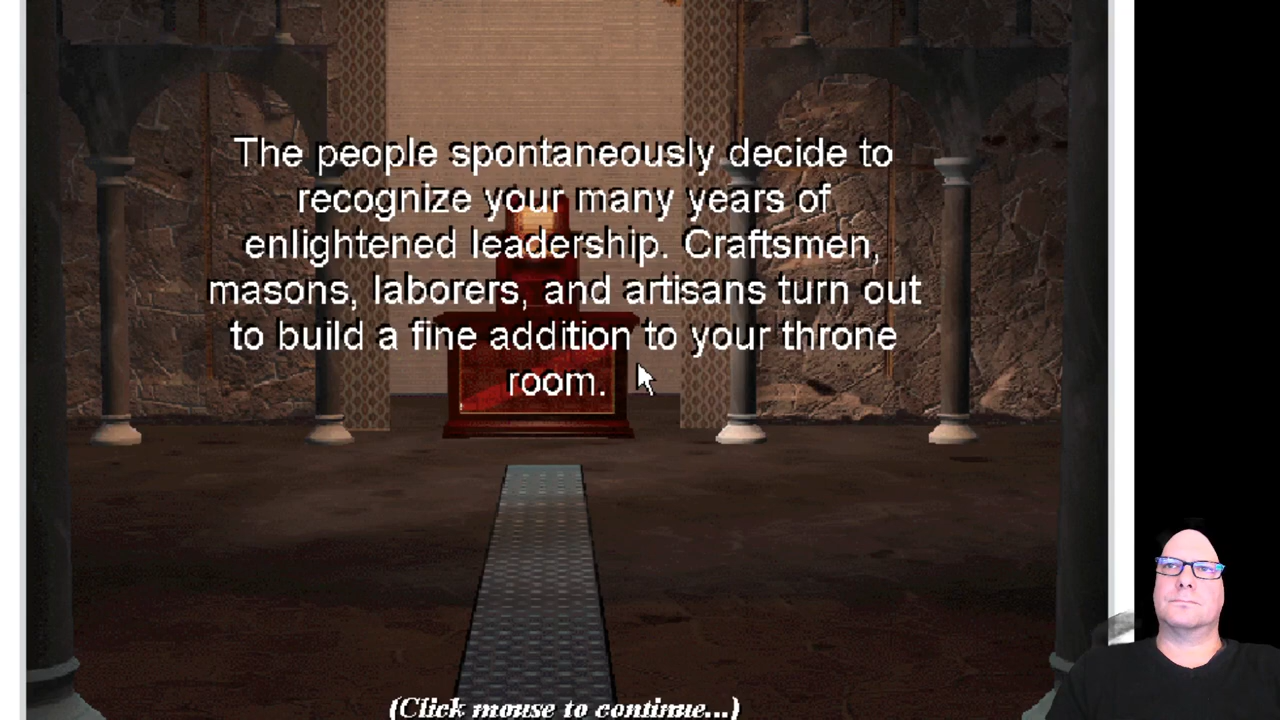 The people spontaneously decide to
recognize your many years of
enlightened leadership. Craftsmen,
masons, laborers, and artisans turn out
to build a fine addition to your throne
room.
(Click mouse to continue...)